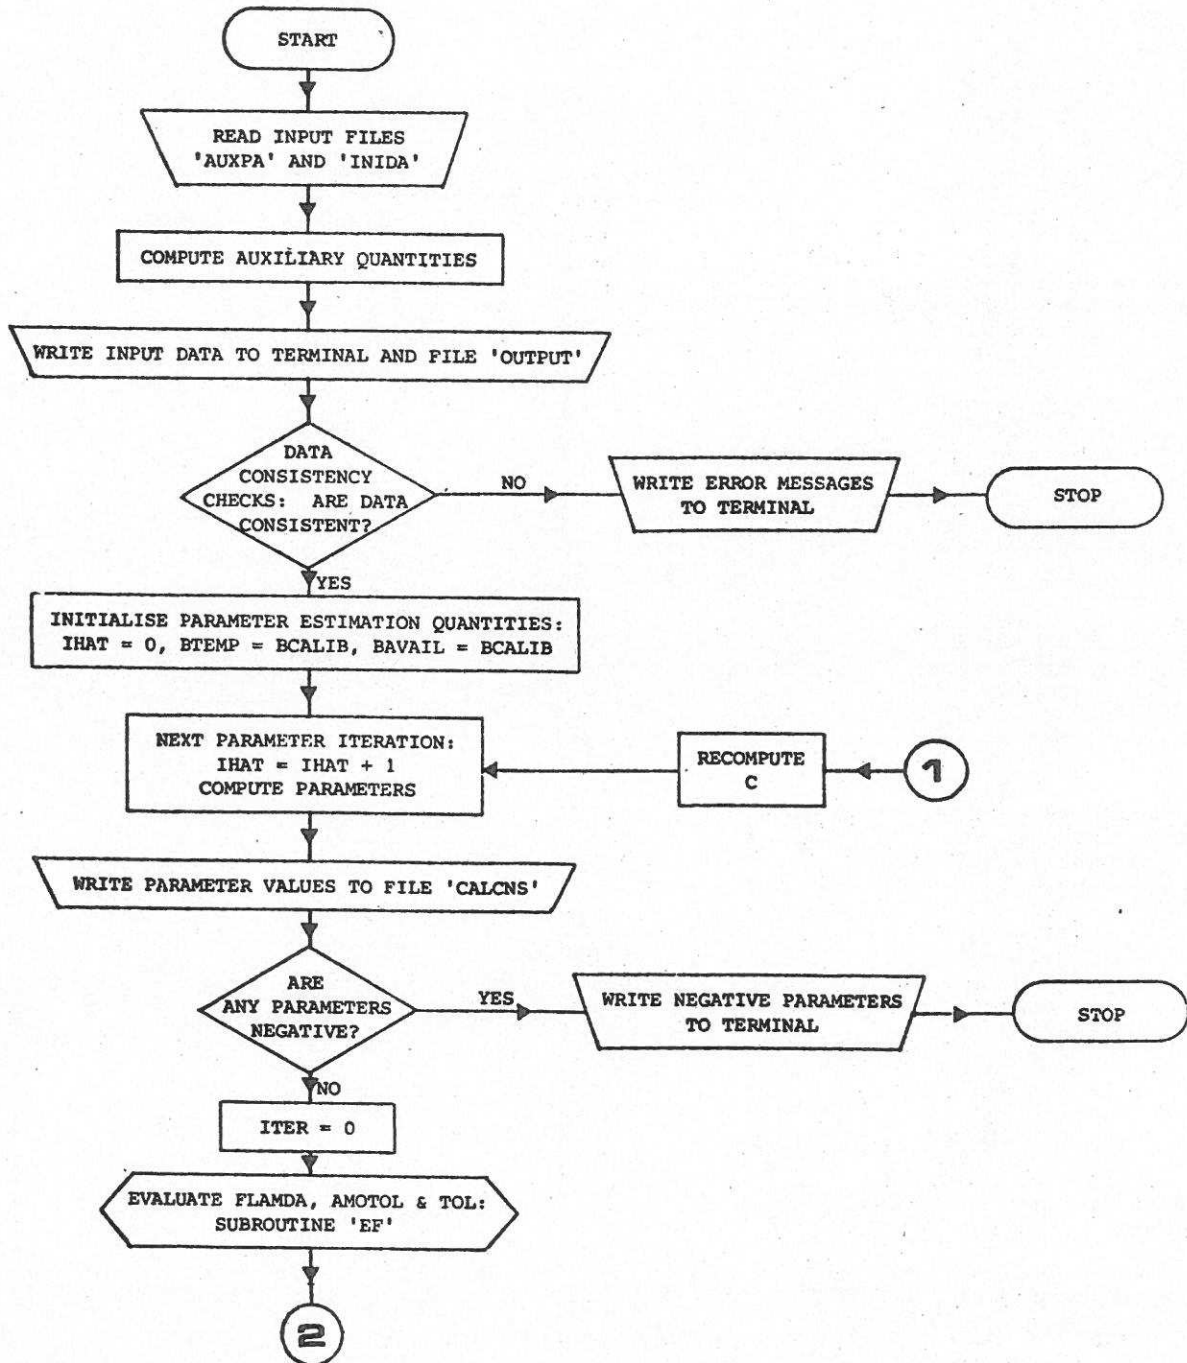 START
READ INPUT FILES
'AUXPA' AND 'INIDA'
COMPUTE AUXILIARY QUANTITIES
WRITE INPUT DATA TO TERMINAL AND FILE 'OUTPUT'
DATA
CONSISTENCY
CHECKS: ARE DATA
CONSISTENT?
NO
WRITE ERROR MESSAGES
TO TERMINAL
STOP
YES
INITIALISE PARAMETER ESTIMATION QUANTITIES:
IHAT = 0, BTEMP = BCALIB, BAVAIL = BCALIB
NEXT PARAMETER ITERATION:
IHAT = IHAT + 1
COMPUTE PARAMETERS
RECOMPUTE
C
1
WRITE PARAMETER VALUES TO FILE 'CALCNS'
ARE
ANY PARAMETERS
NEGATIVE?
YES
WRITE NEGATIVE PARAMETERS
TO TERMINAL
STOP
NO
ITER = 0
EVALUATE FLAMDA, AMOTOL & TOL:
SUBROUTINE 'EF'
2